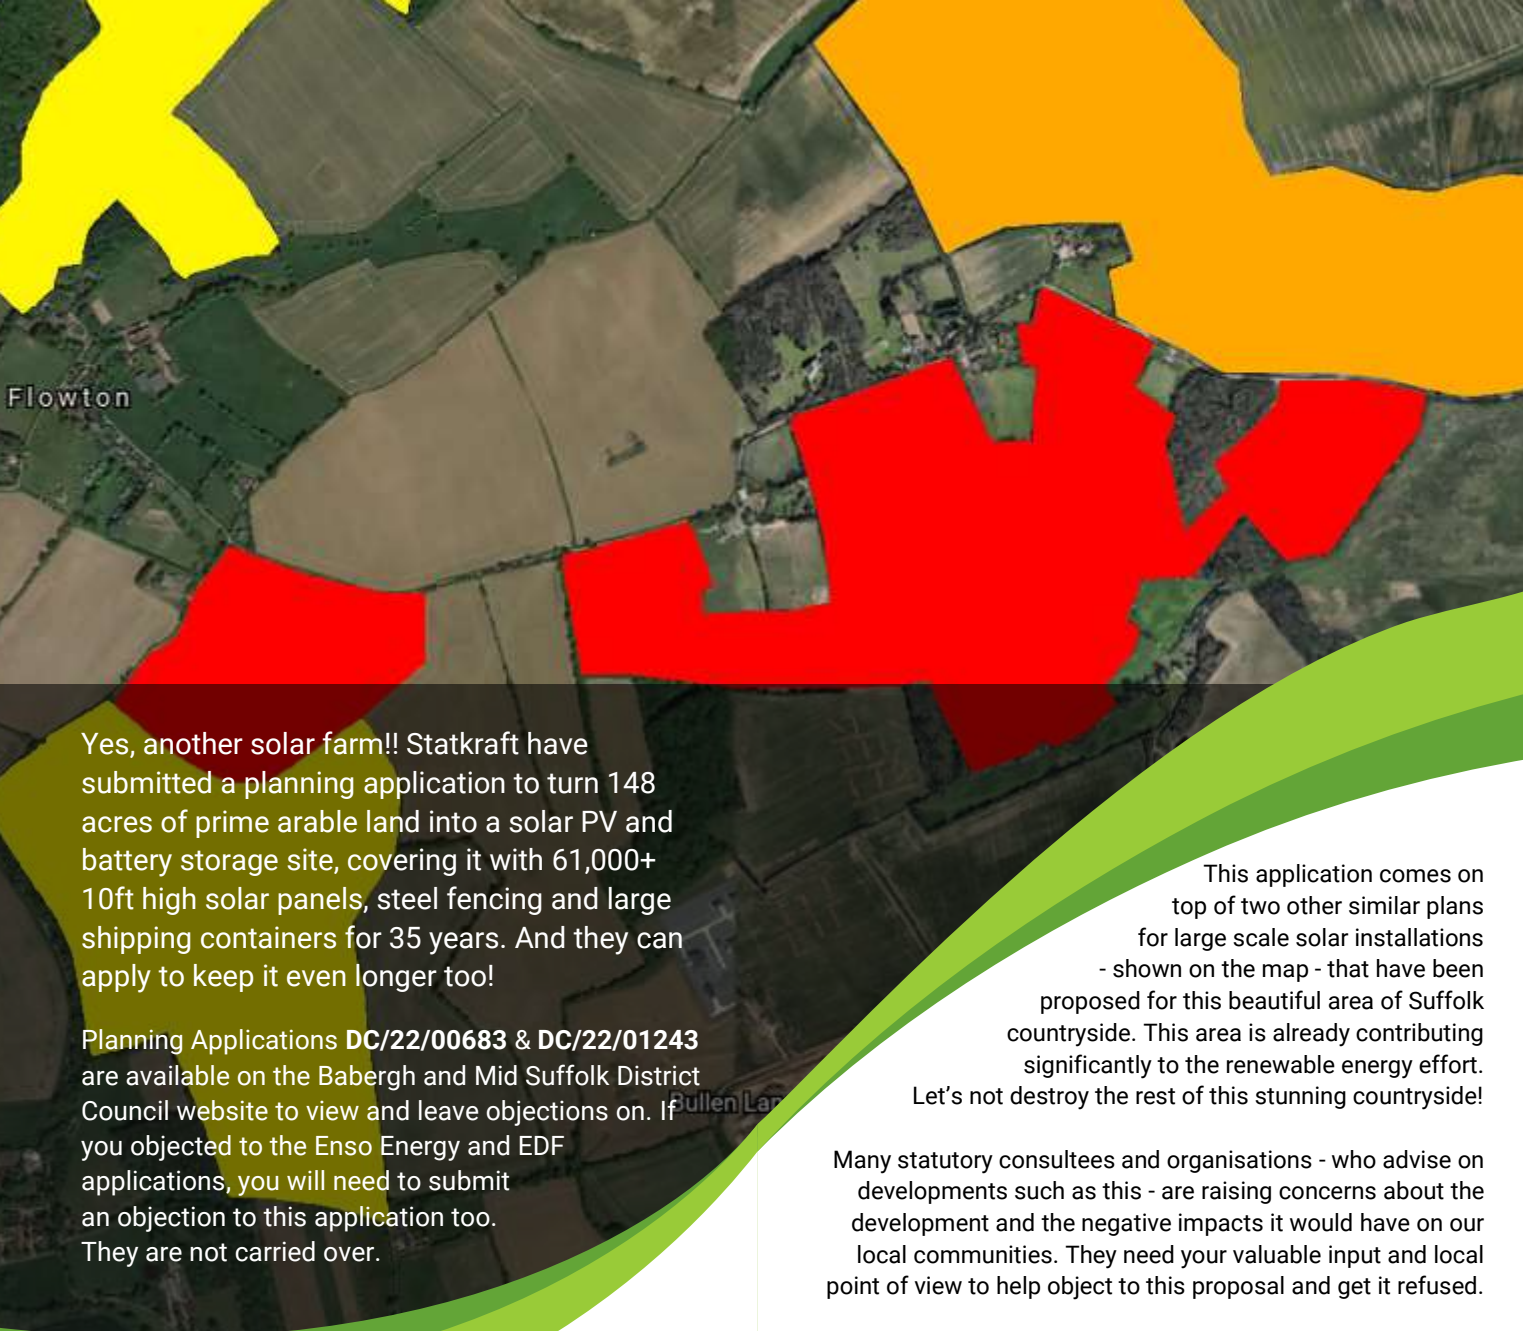 Flowton
Yes, another solar farm!! Statkraft have
submitted a planning application to turn 148
acres of prime arable land into a solar PV and
battery storage site, covering it with 61,000+
10ft high solar panels, steel fencing and large
shipping containers for 35 years. And they can
apply to keep it even longer too!
Planning Applications DC/22/00683 & DC/22/01243
are available on the Babergh and Mid Suffolk District
Council website to view and leave objections on. If
you objected to the Enso Energy and EDF
applications, you will need to submit
an objection to this application too.
They are not carried over.
Bullen Lan
This application comes on
top of two other similar plans
for large scale solar installations
- shown on the map - that have been
proposed for this beautiful area of Suffolk
countryside. This area is already contributing
significantly to the renewable energy effort.
Let's not destroy the rest of this stunning countryside!
Many statutory consultees and organisations - who advise on
developments such as this - are raising concerns about the
development and the negative impacts it would have on our
local communities. They need your valuable input and local
point of view to help object to this proposal and get it refused.